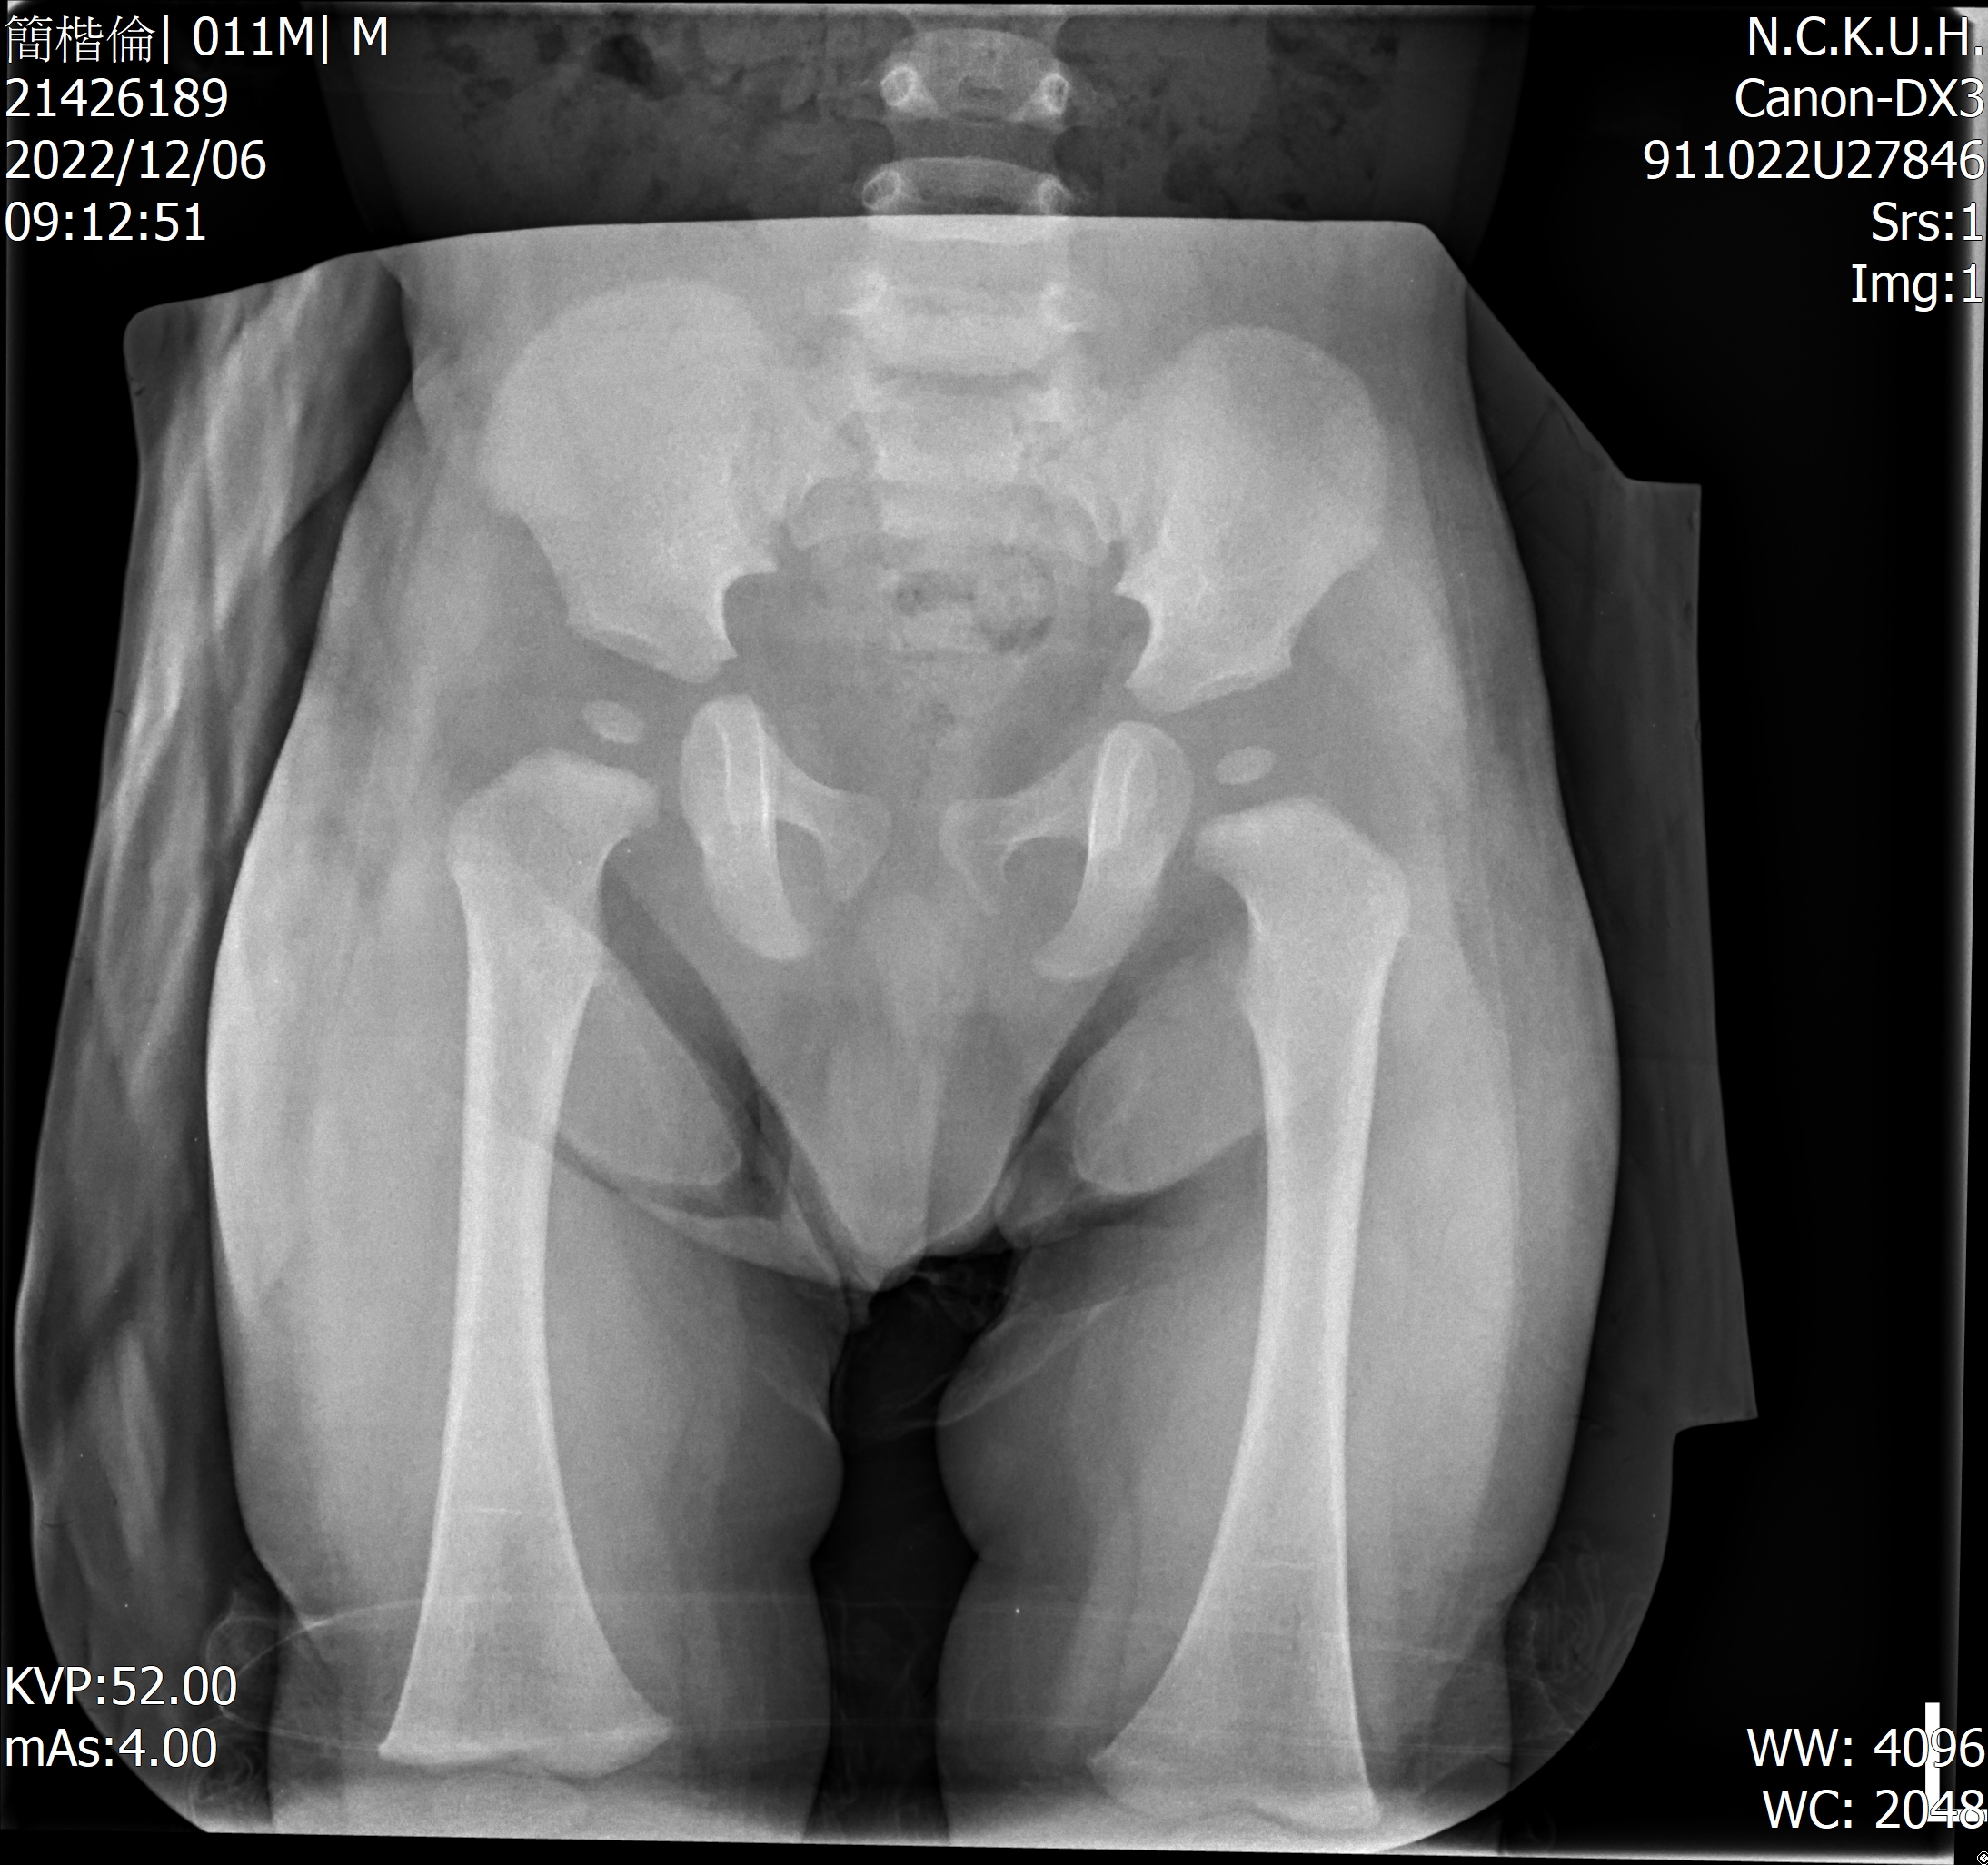 簡楷倫| 011M| M
21426189
2022/12/06
09:12:51
N.C.K.U.H.
Canon-DX3
911022U27846
Srs:1
Img:1
KVP:52.00
mAs:4.00
WW: 4096
WC: 2048